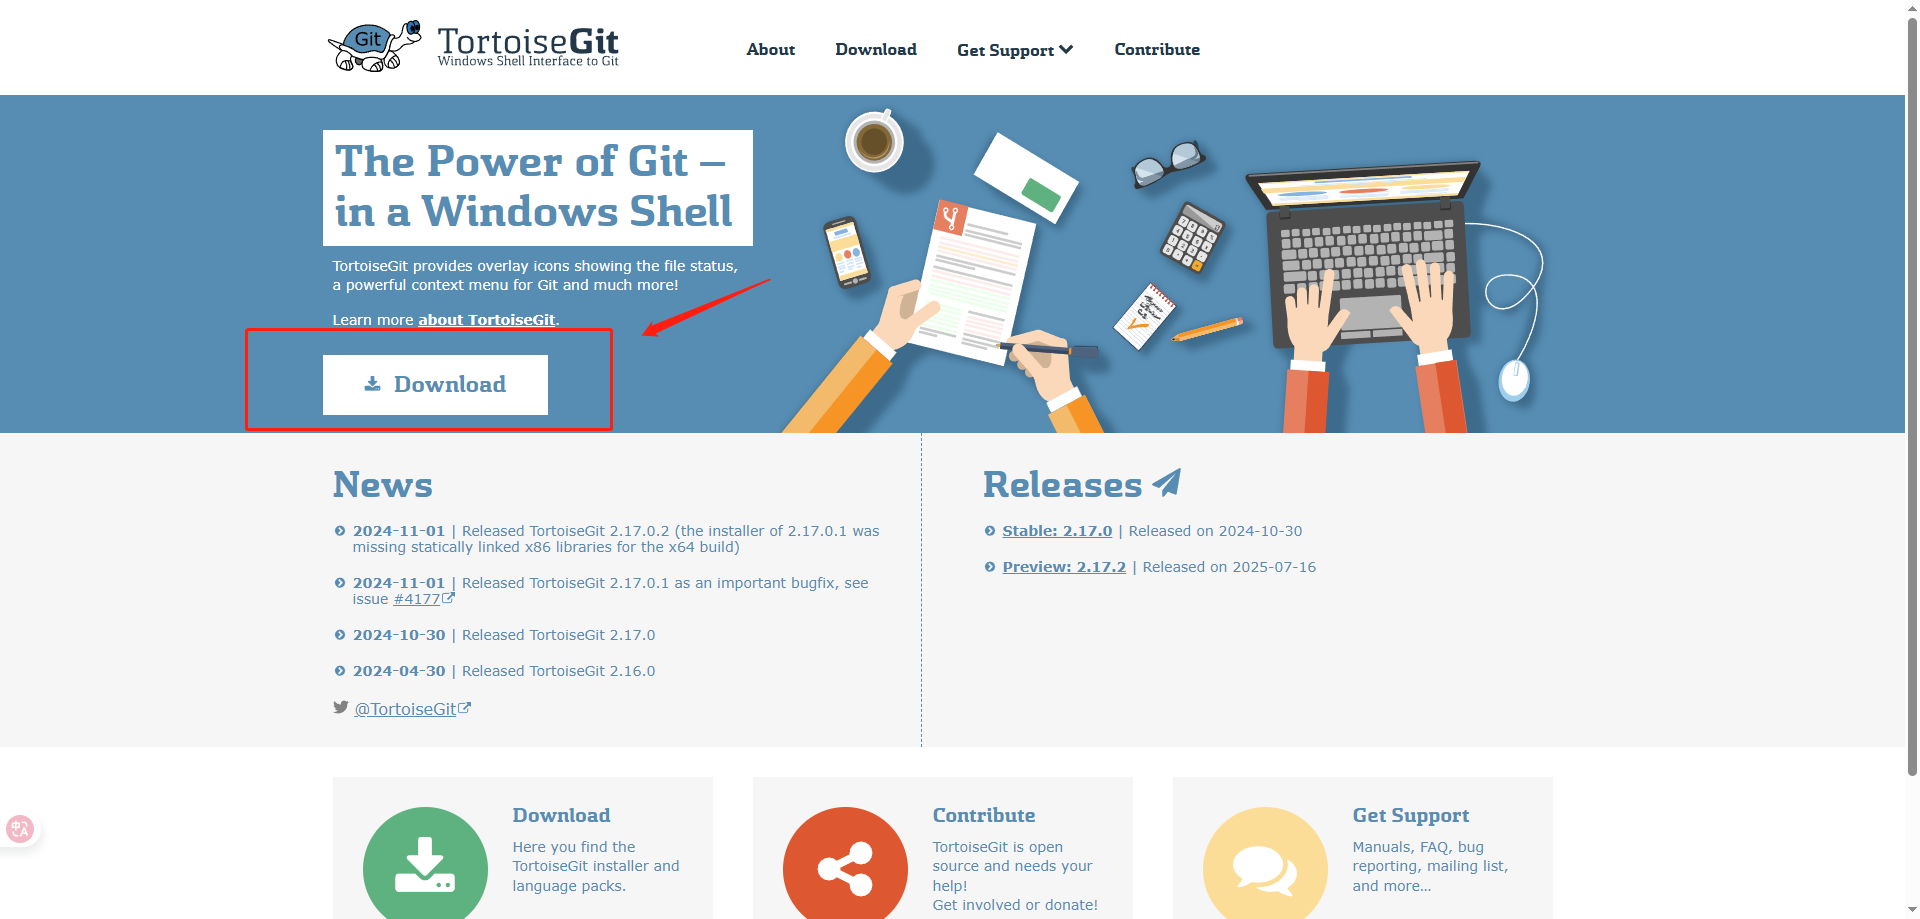 Git
TortoiseGit
Windows Shell Interface to Git
About
Download
Get Support
Contribute
The Power of Git –
in a Windows Shell
TortoiseGit provides overlay icons showing the file status,
a powerful context menu for Git and much more!
Learn more about TortoiseGit.
Download
News
2024-11-01 | Released TortoiseGit 2.17.0.2 (the installer of 2.17.0.1 was
missing statically linked x86 libraries for the x64 build)
2024-11-01 | Released TortoiseGit 2.17.0.1 as an important bugfix, see
issue #4177
2024-10-30 | Released TortoiseGit 2.17.0
2024-04-30 | Released TortoiseGit 2.16.0
@TortoiseGit
Releases
Stable: 2.17.0 | Released on 2024-10-30
Preview: 2.17.2 | Released on 2025-07-16
Download
Here you find the
TortoiseGit installer and
language packs.
Contribute
TortoiseGit is open
source and needs your
help!
Get involved or donate!
Get Support
Manuals, FAQ, bug
reporting, mailing list,
and more...